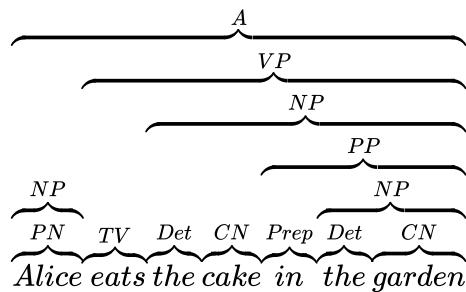 A
VP
NP
PP
NP NP
PN TV Det CN Prep Det CN
Alice eats the cake in the garden